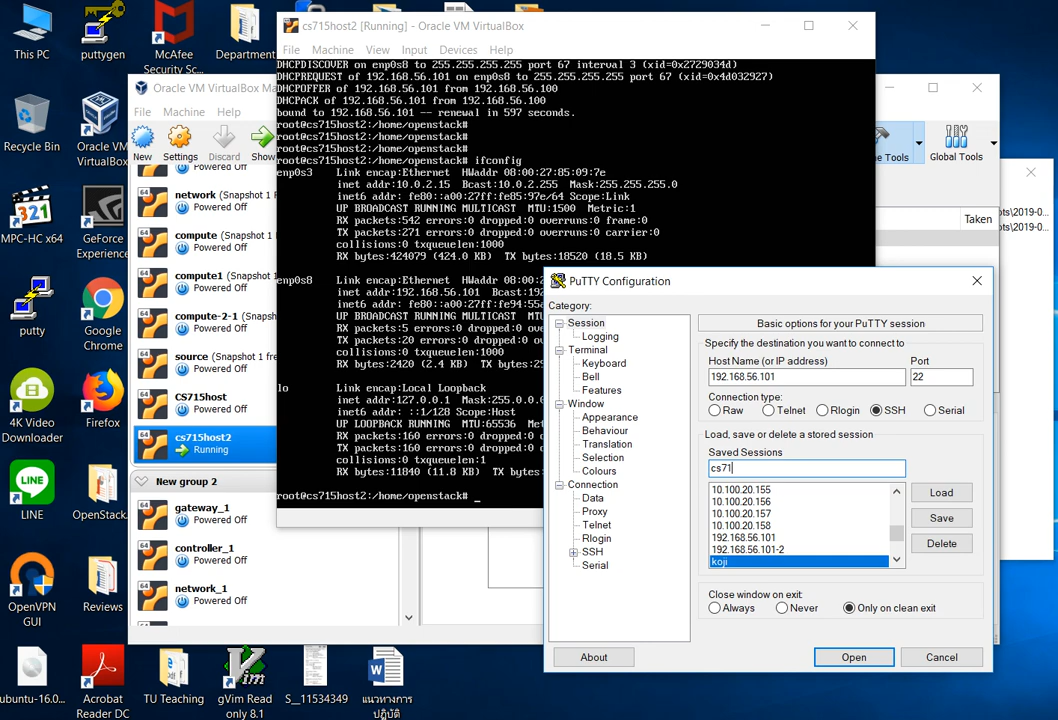 This PC
puttygen
McAfee
Security Sc...
Department
Recycle Bin
Oracle VM
VirtualBox
MPC-HC x64
GeForce
Experience
putty
Google
Chrome
4K Video
Downloader
Firefox
LINE
OpenStack
OpenVPN
GUI
Reviews
ubuntu-16.0...
Acrobat
Reader DC
TU Teaching
gVim Read
only 8.1
S__11534349
แนวทางการ
ปฏิบัติ
Oracle VM VirtualBox Ma
File Machine Help
New Settings Discard Show
Powered Off
network (Snapshot 1
Powered Off
compute (Snapshot 1
Powered Off
compute1 (Snapshot
Powered Off
compute-2-1 (Snapsho
Powered Off
source (Snapshot 1 fre
Powered Off
CS715host
Powered Off
cs715host2
Running
New group 2
gateway_1
Powered Off
controller_1
Powered Off
network_1
Powered Off
Tools
Global Tools
Taken
ots\2019-0...
ots\2019-0...
cs715host2 [Running] - Oracle VM VirtualBox
File Machine View Input Devices Help
DHCPDISCOVER on enp0s8 to 255.255.255.255 port 67 interval 3 (xid=0x2729034d)
DHCPREQUEST of 192.168.56.101 on enp0s8 to 255.255.255.255 port 67 (xid=0x4d032927)
DHCPOFFER of 192.168.56.101 from 192.168.56.100
DHCPACK of 192.168.56.101 from 192.168.56.100
bound to 192.168.56.101 -- renewal in 597 seconds.
root@cs715host2:/home/openstack#
root@cs715host2:/home/openstack#
root@cs715host2:/home/openstack#
root@cs715host2:/home/openstack# ifconfig
enp0s3 Link encap:Ethernet HWaddr 08:00:27:85:09:7e
inet addr:10.0.2.15 Bcast:10.0.2.255 Mask:255.255.255.0
inet6 addr: fe80::a00:27ff:fe85:97e/64 Scope:Link
UP BROADCAST RUNNING MULTICAST MTU:1500 Metric:1
RX packets:542 errors:0 dropped:0 overruns:0 frame:0
TX packets:271 errors:0 dropped:0 overruns:0 carrier:0
collisions:0 txqueuelen:1000
RX bytes:424079 (424.0 KB) TX bytes:18520 (18.5 KB)
enp0s8 Link encap:Ethernet HWaddr 08:00:2
inet addr:192.168.56.101 Bcast:19
inet6 addr: fe80::a00:27ff:fe94:55a
UP BROADCAST RUNNING MULTICAST MTU
RX packets:5 errors:0 dropped:0 ove
TX packets:20 errors:0 dropped:0 ov
collisions:0 txqueuelen:1000
RX bytes:2420 (2.4 KB) TX bytes:29
lo Link encap:Local Loopback
inet addr:127.0.0.1 Mask:255.0.0.0
inet6 addr: ::1/128 Scope:Host
UP LOOPBACK RUNNING MTU:65536 Met
RX packets:160 errors:0 dropped:0 o
TX packets:160 errors:0 dropped:0 o
collisions:0 txqueuelen:1
RX bytes:11840 (11.8 KB) TX bytes:
root@cs715host2:/home/openstack# _
PuTTY Configuration
Category:
Session
Logging
Terminal
Keyboard
Bell
Features
Window
Appearance
Behaviour
Translation
Selection
Colours
Connection
Data
Proxy
Telnet
Rlogin
SSH
Serial
Basic options for your PuTTY session
Specify the destination you want to connect to
Host Name (or IP address) Port
192.168.56.101 22
Connection type:
Raw Telnet Rlogin SSH Serial
Load, save or delete a stored session
Saved Sessions
cs71
10.100.20.155
10.100.20.156
10.100.20.157
10.100.20.158
192.168.56.101
192.168.56.101-2
koji
Load
Save
Delete
Close window on exit:
Always Never Only on clean exit
About Open Cancel